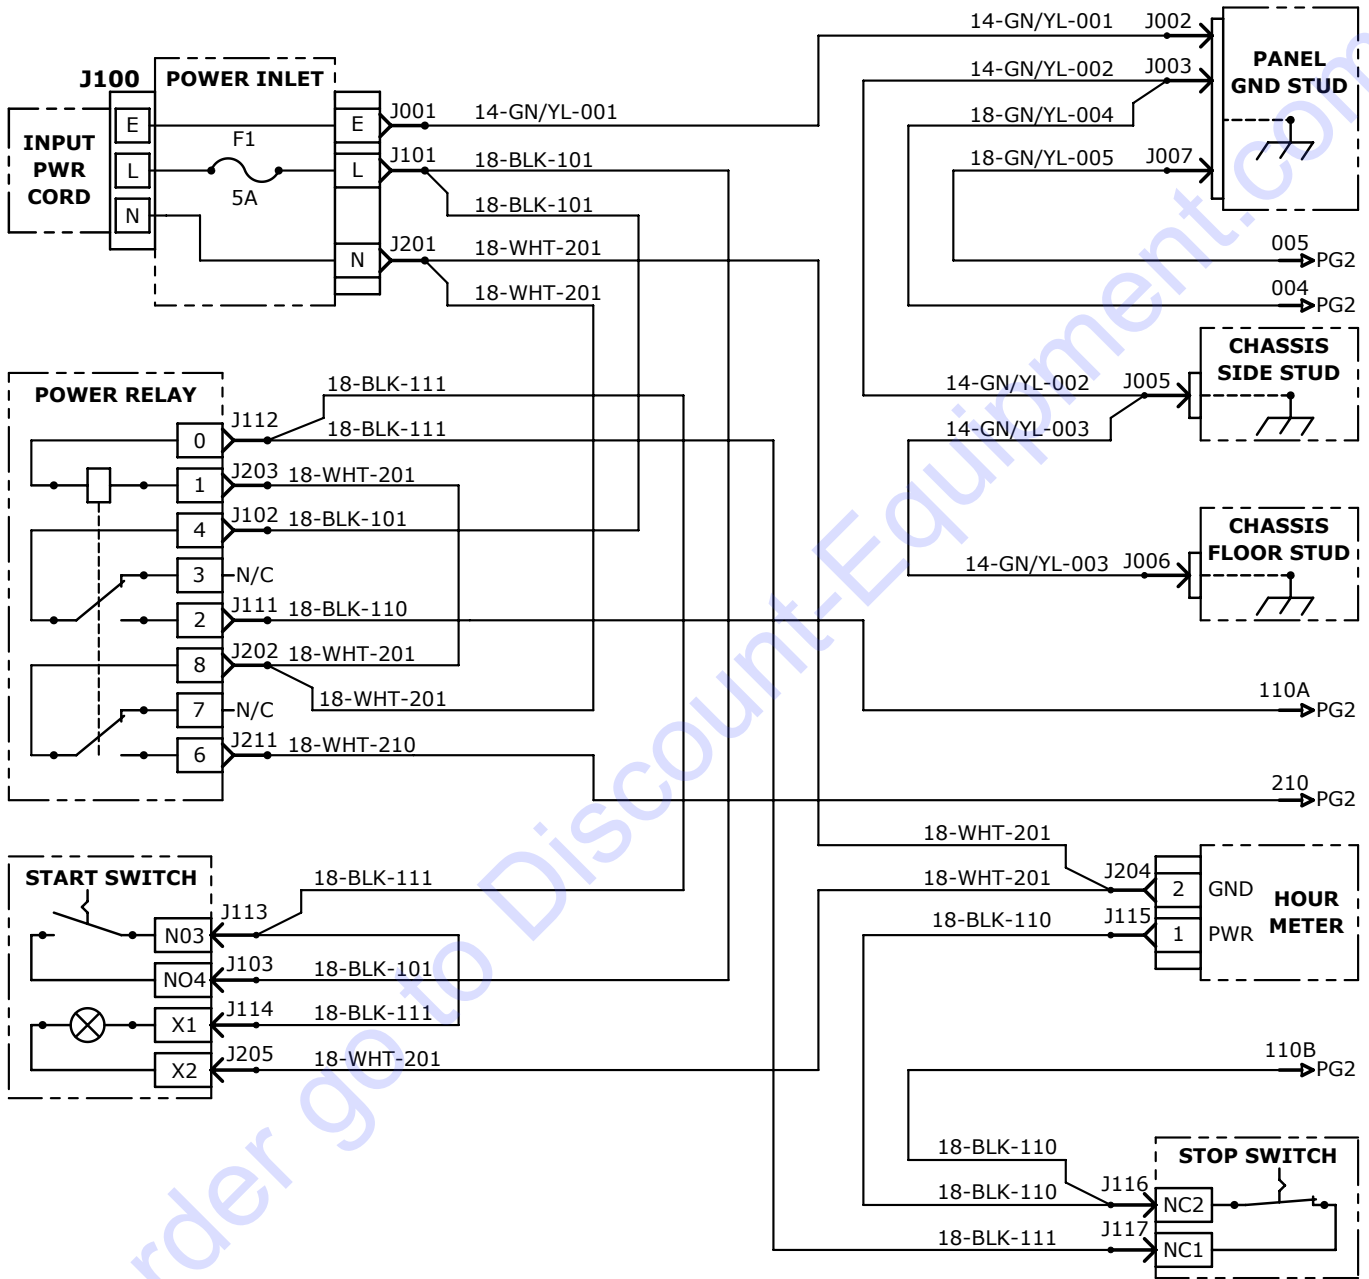 J100
POWER INLET
INPUT
PWR
CORD
E
L
N
F1
5A
E
L
N
J001
14-GN/YL-001
J101
18-BLK-101
18-BLK-101
J201
18-WHT-201
18-WHT-201
14-GN/YL-001
J002
14-GN/YL-002
J003
18-GN/YL-004
18-GN/YL-005
J007
PANEL
GND STUD
005
PG2
004
PG2
CHASSIS
SIDE STUD
14-GN/YL-002
J005
14-GN/YL-003
CHASSIS
FLOOR STUD
14-GN/YL-003
J006
POWER RELAY
18-BLK-111
0
J112
18-BLK-111
1
J203
18-WHT-201
4
J102
18-BLK-101
3
N/C
2
J111
18-BLK-110
8
J202
18-WHT-201
18-WHT-201
7
N/C
6
J211
18-WHT-210
110A
PG2
210
PG2
START SWITCH
18-BLK-111
N03
J113
NO4
J103
18-BLK-101
X1
J114
18-BLK-111
X2
J205
18-WHT-201
18-WHT-201
18-WHT-201
J204
2
GND
18-BLK-110
J115
1
PWR
HOUR
METER
110B
PG2
18-BLK-110
18-BLK-110
J116
18-BLK-111
J117
STOP SWITCH
NC2
NC1
rder go to Discount-Equipment.com